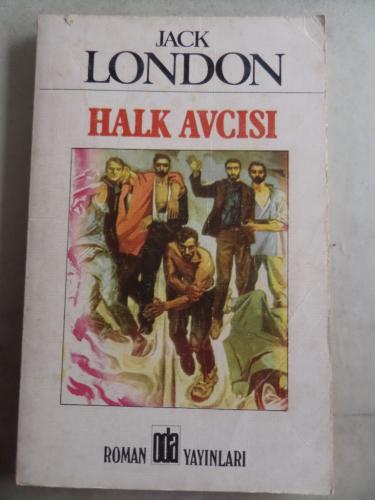 JACK
LONDON
HALK AVCISI
ROMAN oda YAYINLARI